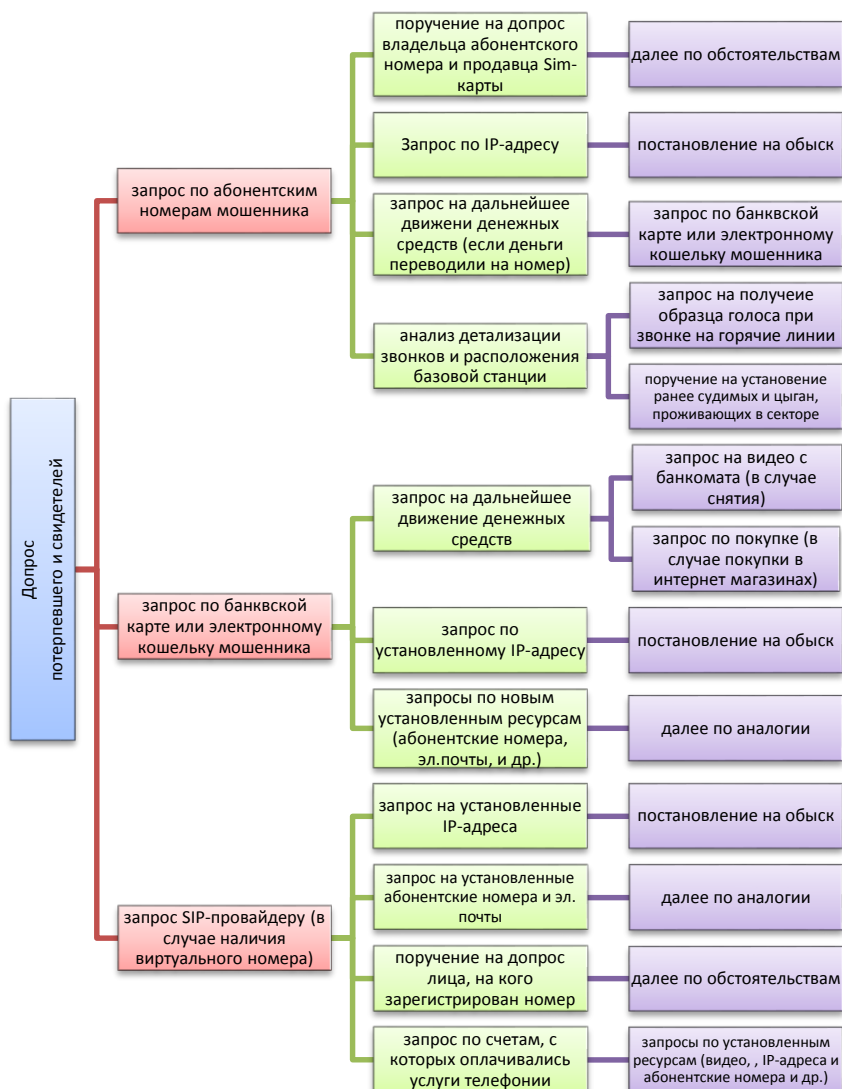 Допрос
потерпевшего и свидетелей
запрос по абонентским
номерам мошенника
поручение на допрос
владельца абонентского
номера и продавца Sim-
карты
далее по обстоятельствам
Запрос по IP-адресу
постановление на обыск
запрос на дальнейшее
движени денежных
средств (если деньги
переводили на номер)
запрос по банквской
карте или электронному
кошельку мошенника
анализ детализации
звонков и расположения
базовой станции
запрос на получеие
образца голоса при
звонке на горячие линии
поручение на установение
ранее судимых и цыган,
проживающих в секторе
запрос по банквской
карте или электронному
кошельку мошенника
запрос на дальнейшее
движение денежных
средств
запрос на видео с
банкомата (в случае
снятия)
запрос по покупке (в
случае покупки в
интернет магазинах)
запрос по
установленному IP-адресу
постановление на обыск
запросы по новым
установленным ресурсам
(абонентские номера,
эл.почты, и др.)
далее по аналогии
запрос SIP-провайдеру (в
случае наличия
виртуального номера)
запрос на установленные
IP-адреса
постановление на обыск
запрос на установленные
абонентские номера и эл.
почты
далее по аналогии
поручение на допрос
лица, на кого
зарегистрирован номер
далее по обстоятельствам
запрос по счетам, с
которых оплачивались
услуги телефонии
запросы по установленным
ресурсам (видео, , IP-адреса и
абонентские номера и др.)